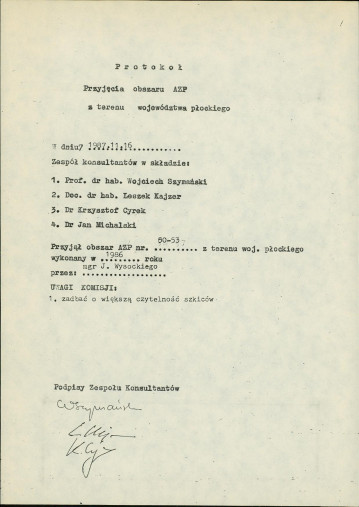 Protokoł
Przyjęcia obszaru AZP
z terenu województwa płockiego
W dniu 1987.11.16...........
Zespół konsultantów w składzie:
1. Prof. dr hab. Wojciech Szymański
2. Doc. dr hab. Leszek Kajzer
3. Dr Krzysztof Cyrek
4. Dr Jan Michalski
Przyjął obszar AZP nr. 50-53 z terenu woj. płockiego
wykonany w 1986 roku
przez: mgr J. Wysockiego
UWAGI KOMISJI:
1. zadbać o większą czytelność szkiców
Podpisy Zespołu Konsultantów
WSzymański